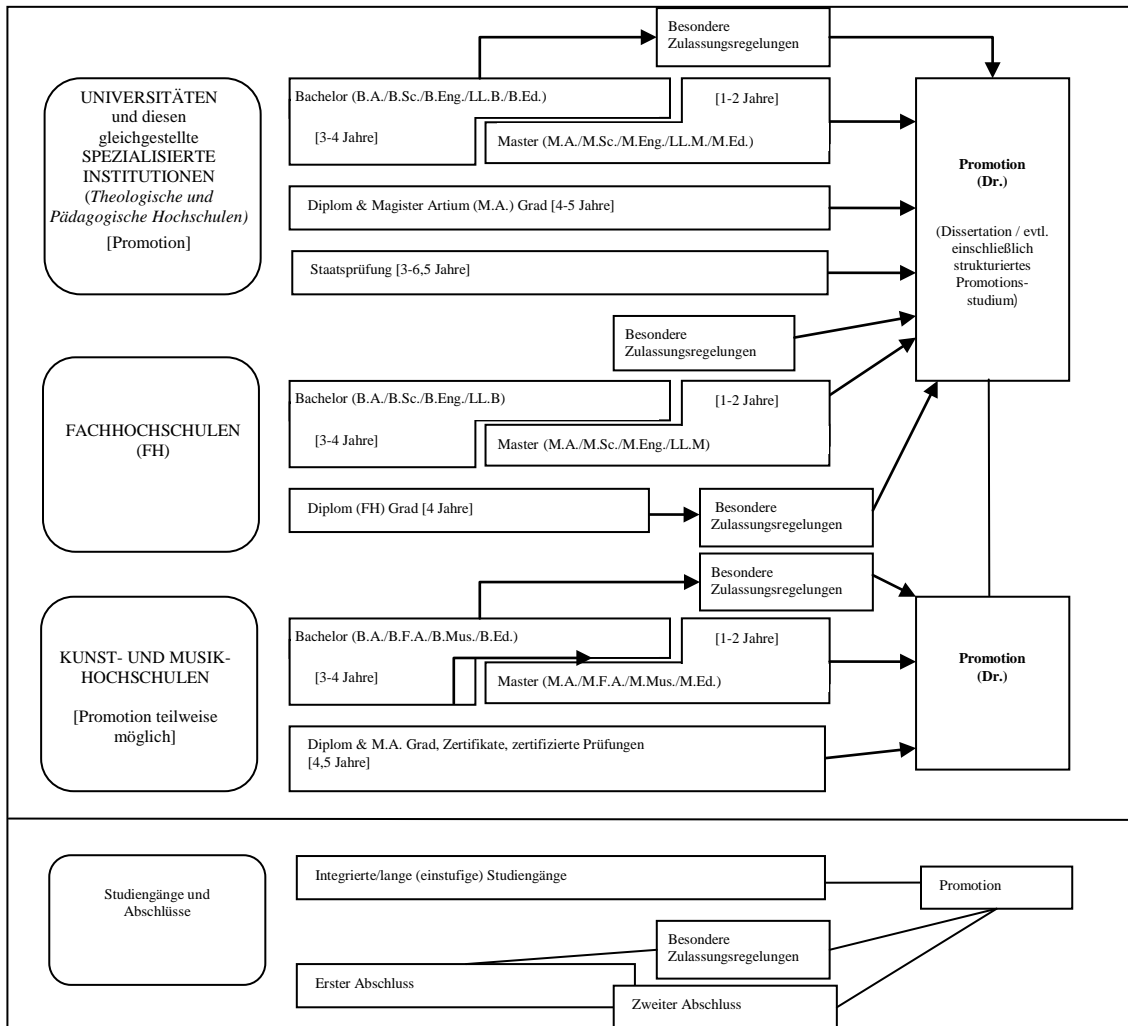 Besondere
Zulassungsregelungen
UNIVERSITÄTEN
und diesen
gleichgestellte
SPEZIALISIERTE
INSTITUTIONEN
(Theologische und
Pädagogische Hochschulen)
[Promotion]
Bachelor (B.A./B.Sc./B.Eng./LL.B./B.Ed.)
[3-4 Jahre]
[1-2 Jahre]
Master (M.A./M.Sc./M.Eng./LL.M./M.Ed.)
Diplom & Magister Artium (M.A.) Grad [4-5 Jahre]
Staatsprüfung [3-6,5 Jahre]
Promotion
(Dr.)
(Dissertation / evtl.
einschließlich
strukturiertes
Promotions-
studium)
Besondere
Zulassungsregelungen
FACHHOCHSCHULEN
(FH)
Bachelor (B.A./B.Sc./B.Eng./LL.B)
[3-4 Jahre]
[1-2 Jahre]
Master (M.A./M.Sc./M.Eng./LL.M)
Diplom (FH) Grad [4 Jahre]
Besondere
Zulassungsregelungen
Besondere
Zulassungsregelungen
KUNST- UND MUSIK-
HOCHSCHULEN
[Promotion teilweise
möglich]
Bachelor (B.A./B.F.A./B.Mus./B.Ed.)
[3-4 Jahre]
[1-2 Jahre]
Master (M.A./M.F.A./M.Mus./M.Ed.)
Diplom & M.A. Grad, Zertifikate, zertifizierte Prüfungen
[4,5 Jahre]
Promotion
(Dr.)
Studiengänge und
Abschlüsse
Integrierte/lange (einstufige) Studiengänge
Promotion
Besondere
Zulassungsregelungen
Erster Abschluss
Zweiter Abschluss